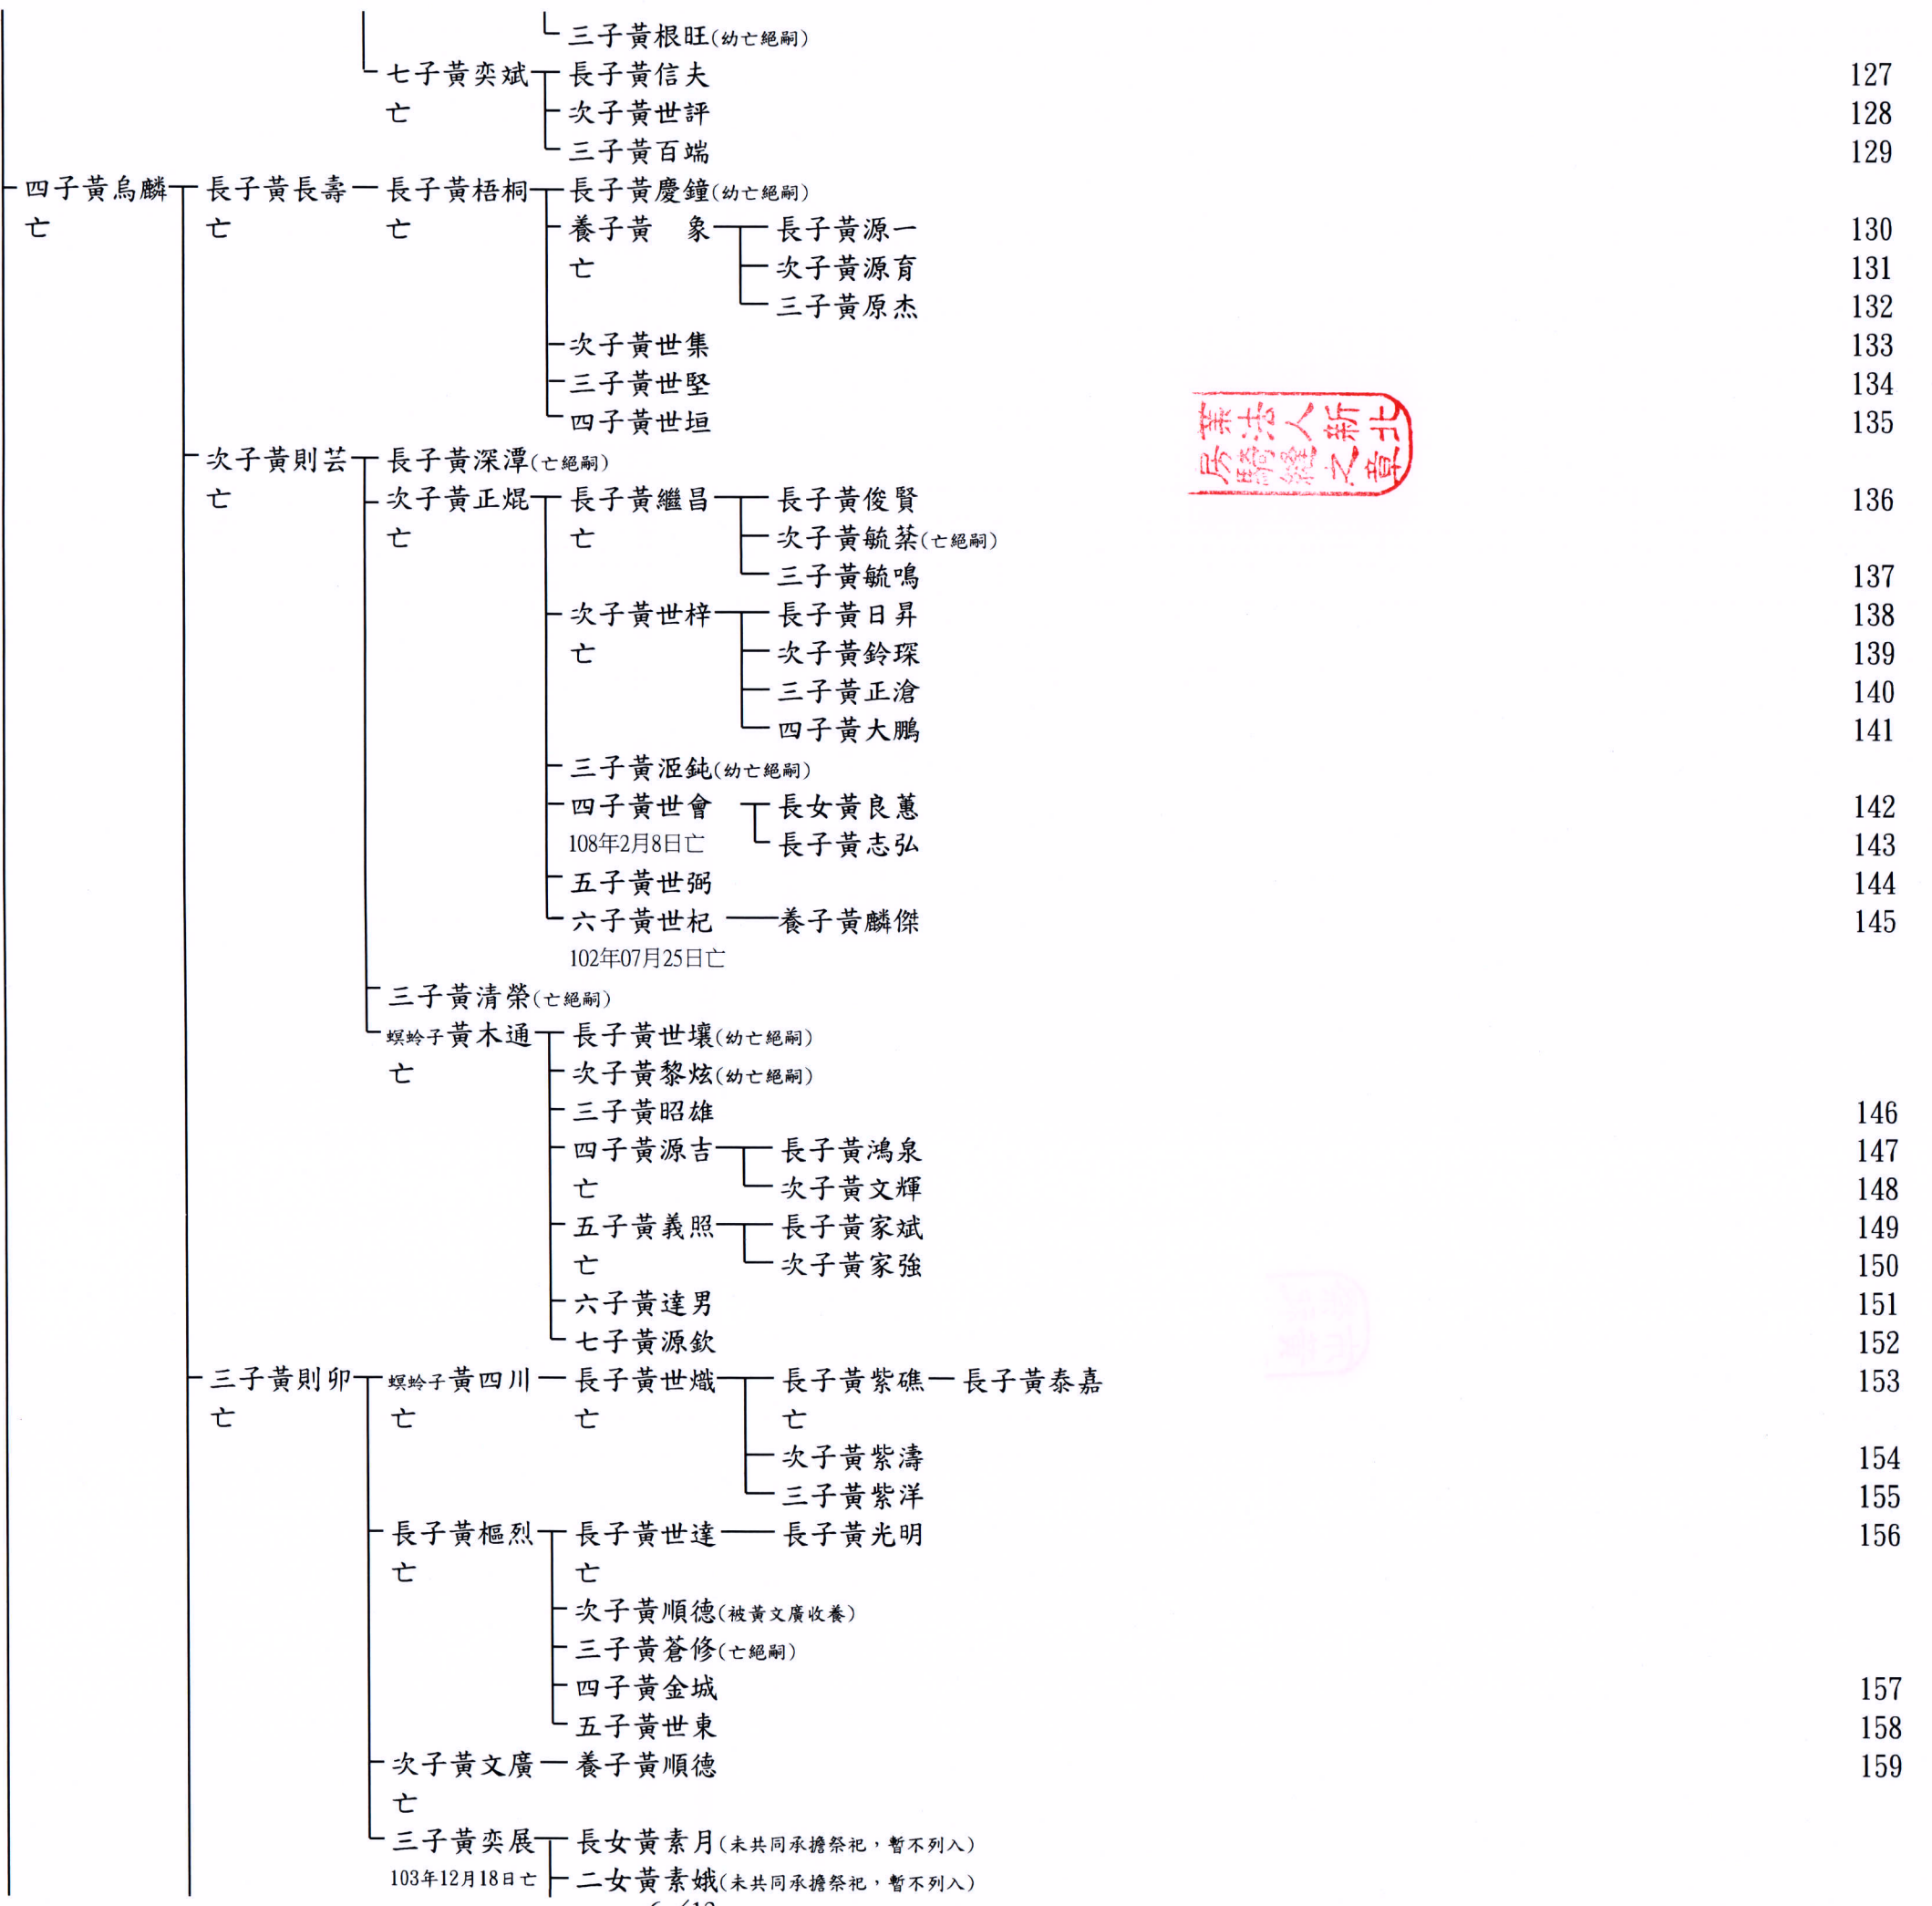 三子黃根旺(幼亡絕嗣)
七子黃奕斌 長子黃信夫 127
亡 次子黃世評 128
三子黃百端 129
四子黃烏麟 長子黃長壽 長子黃梧桐 長子黃慶鐘(幼亡絕嗣)
亡 亡 亡 養子黃 象 長子黃源一 130
亡 次子黃源育 131
三子黃原杰 132
次子黃世集 133
三子黃世堅 134
四子黃世垣 135
北新人法業
章之縫騎房
次子黃則芸 長子黃深潭(亡絕嗣)
亡 次子黃正焜 長子黃繼昌 長子黃俊賢 136
亡 亡 次子黃毓棻(亡絕嗣)
三子黃毓鳴 137
次子黃世梓 長子黃日昇 138
亡 次子黃鈴琛 139
三子黃正滄 140
四子黃大鵬 141
三子黃洍鈍(幼亡絕嗣)
四子黃世會 長女黃良蕙 142
108年2月8日亡 長子黃志弘 143
五子黃世弼 144
六子黃世杞 養子黃麟傑 145
102年07月25日亡
三子黃清榮(亡絕嗣)
螟蛉子黃木通 長子黃世壤(幼亡絕嗣)
亡 次子黃黎炫(幼亡絕嗣)
三子黃昭雄 146
四子黃源吉 長子黃鴻泉 147
亡 次子黃文輝 148
五子黃義照 長子黃家斌 149
亡 次子黃家強 150
六子黃達男 151
七子黃源欽 152
三子黃則卯 螟蛉子黃四川 長子黃世熾 長子黃紫礁 長子黃泰嘉 153
亡 亡 亡 亡
次子黃紫濤 154
三子黃紫洋 155
長子黃樞烈 長子黃世達 長子黃光明 156
亡 亡
次子黃順德(被黃文廣收養)
三子黃蒼修(亡絕嗣)
四子黃金城 157
五子黃世東 158
次子黃文廣 養子黃順德 159
亡
三子黃奕展 長女黃素月(未共同承擔祭祀，暫不列入)
103年12月18日亡 二女黃素娥(未共同承擔祭祀，暫不列入)